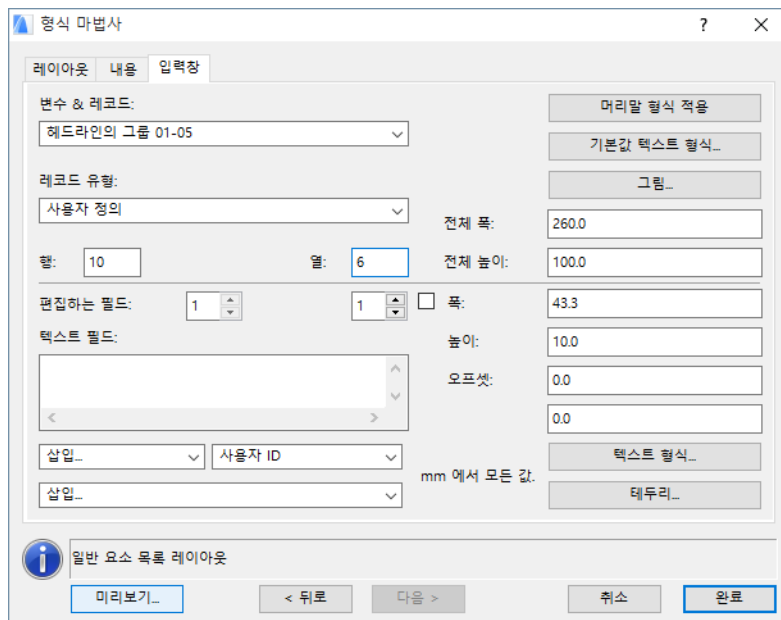 형식 마법사
레이아웃 내용 입력창
변수 & 레코드:
머리말 형식 적용
헤드라인의 그룹 01-05
기본값 텍스트 형식...
레코드 유형:
그림...
사용자 정의
전체 폭: 260.0
행: 10 열: 6 전체 높이: 100.0
편집하는 필드: 1 1 폭: 43.3
텍스트 필드:
높이: 10.0
오프셋: 0.0
0.0
삽입... 사용자 ID
텍스트 형식...
mm 에서 모든 값.
삽입...
테두리...
일반 요소 목록 레이아웃
미리보기... < 뒤로 다음 > 취소 완료